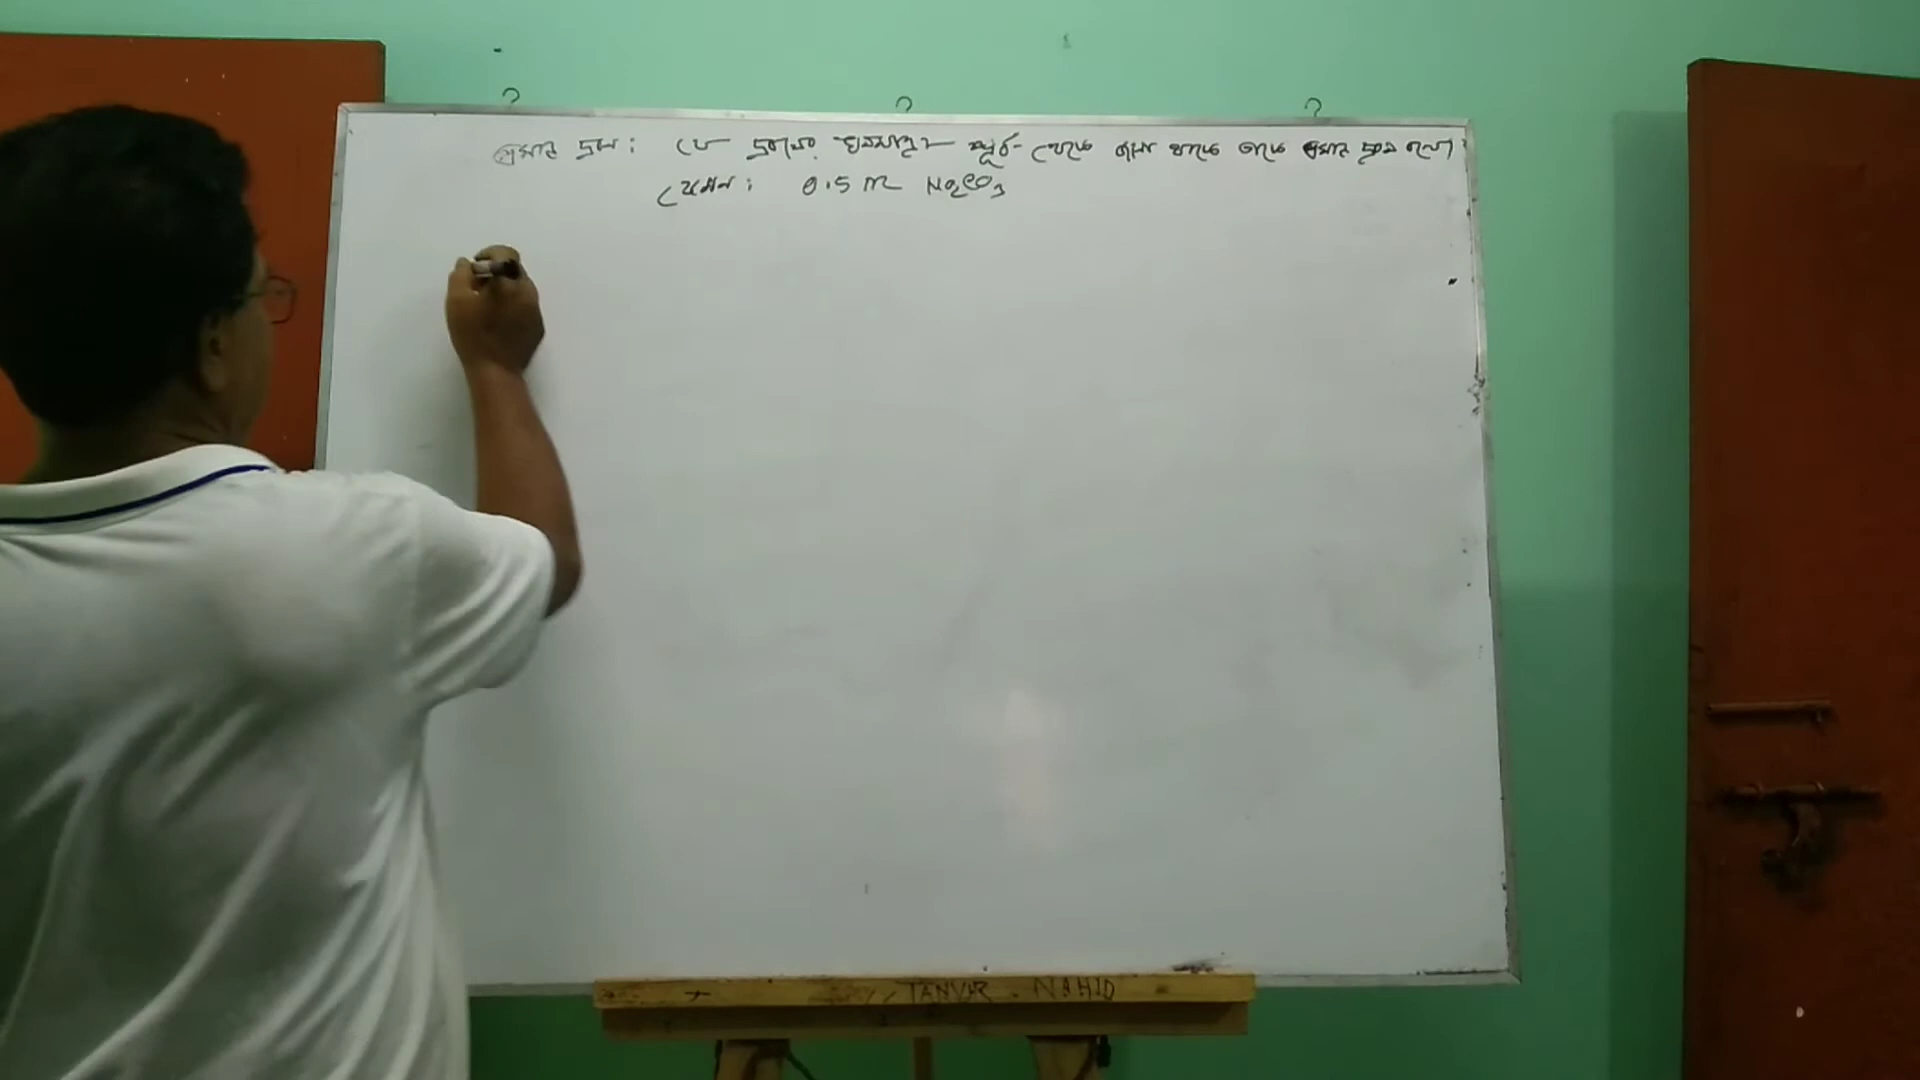 প্রমাণ দ্রবণ : যে দ্রবণের ঘনমাত্রা পূর্ব থেকে জানা থাকে তাকে প্রমাণ দ্রবণ বলে।
যেমন : 0.5 M Na2CO3
TANVIR . NAHID